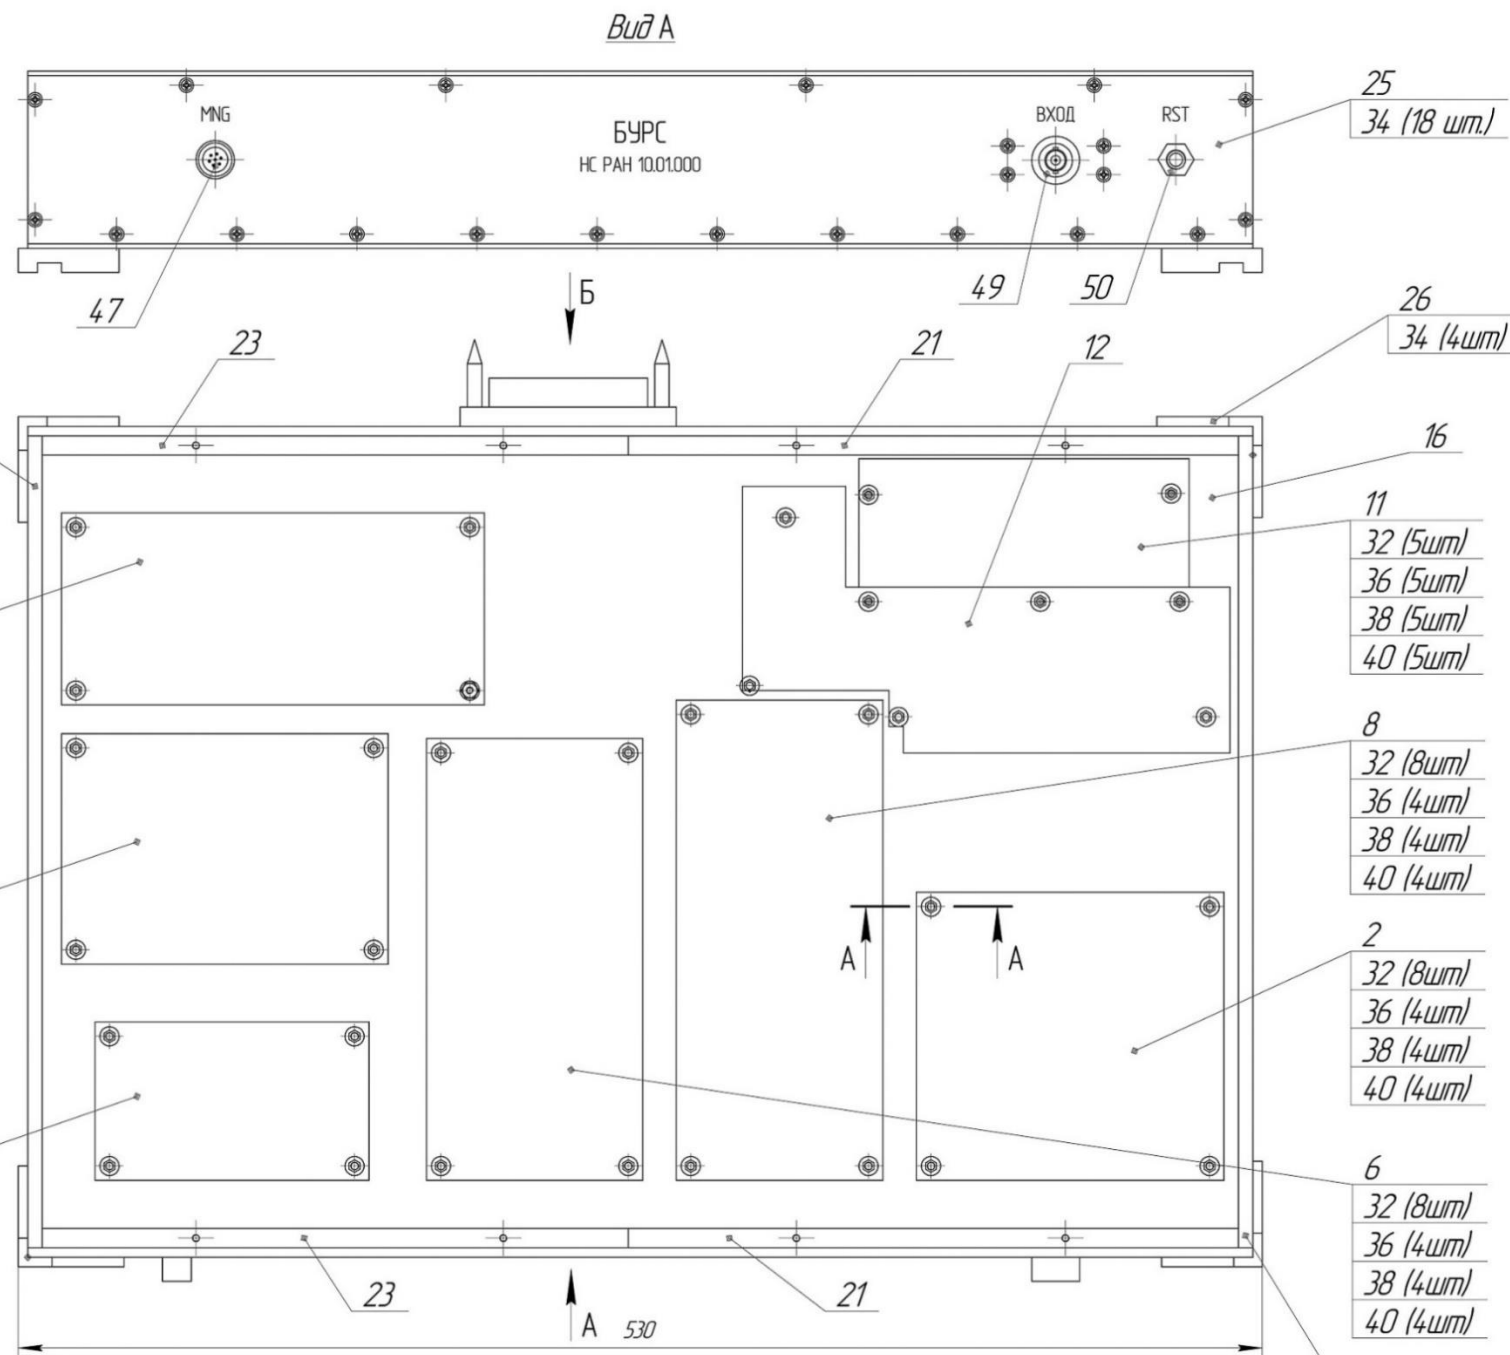 Вид А
MNG
БУРС
НС РАН 10.01.000
ВХОД
RST
25
34 (18 шт.)
47
49
50
Б
23
21
12
26
34 (4шт)
16
11
32 (5шт)
36 (5шт)
38 (5шт)
40 (5шт)
8
32 (8шт)
36 (4шт)
38 (4шт)
40 (4шт)
А
А
2
32 (8шт)
36 (4шт)
38 (4шт)
40 (4шт)
6
32 (8шт)
36 (4шт)
38 (4шт)
40 (4шт)
23
21
А
530